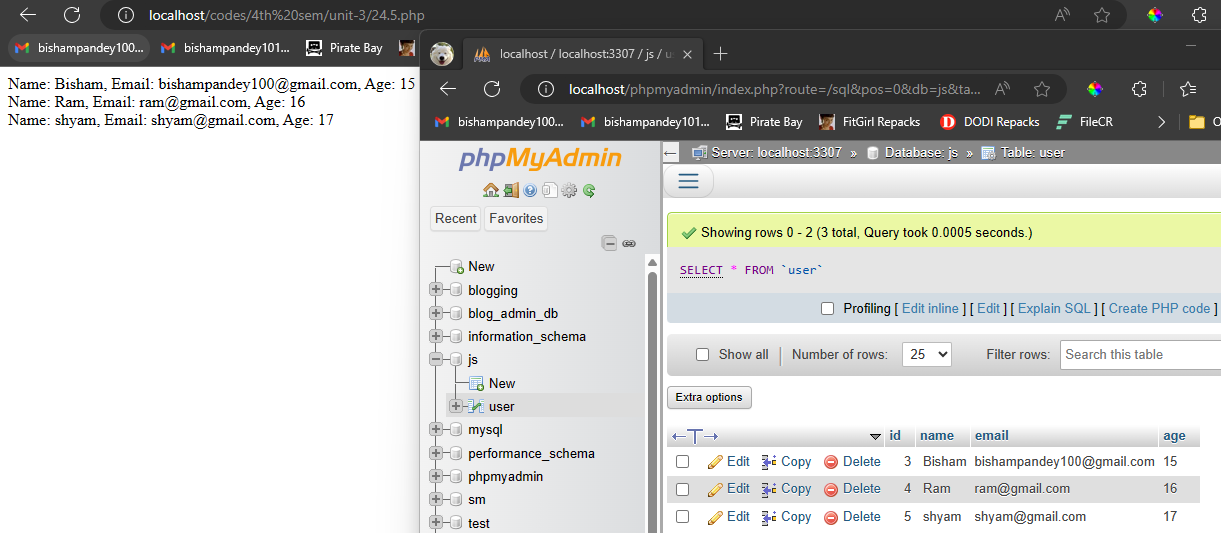 localhost/codes/4th%20sem/unit-3/24.5.php
bishampandey100... bishampandey101... Pirate Bay
Name: Bisham, Email: bishampandey100@gmail.com, Age: 15
Name: Ram, Email: ram@gmail.com, Age: 16
Name: shyam, Email: shyam@gmail.com, Age: 17
localhost / localhost:3307 / js / u
localhost/phpmyadmin/index.php?route=/sql&pos=0&db=js&ta...
bishampandey100... bishampandey101... Pirate Bay FitGirl Repacks DODI Repacks FileCR O
phpMyAdmin
Recent Favorites
New
blogging
blog_admin_db
information_schema
js
New
user
mysql
performance_schema
phpmyadmin
sm
test
Server: localhost:3307 » Database: js » Table: user
Showing rows 0 - 2 (3 total, Query took 0.0005 seconds.)
SELECT * FROM `user`
Profiling [ Edit inline ] [ Edit ] [ Explain SQL ] [ Create PHP code ]
Show all Number of rows: 25 Filter rows: Search this table
Extra options
id name email age
Edit Copy Delete 3 Bisham bishampandey100@gmail.com 15
Edit Copy Delete 4 Ram ram@gmail.com 16
Edit Copy Delete 5 shyam shyam@gmail.com 17